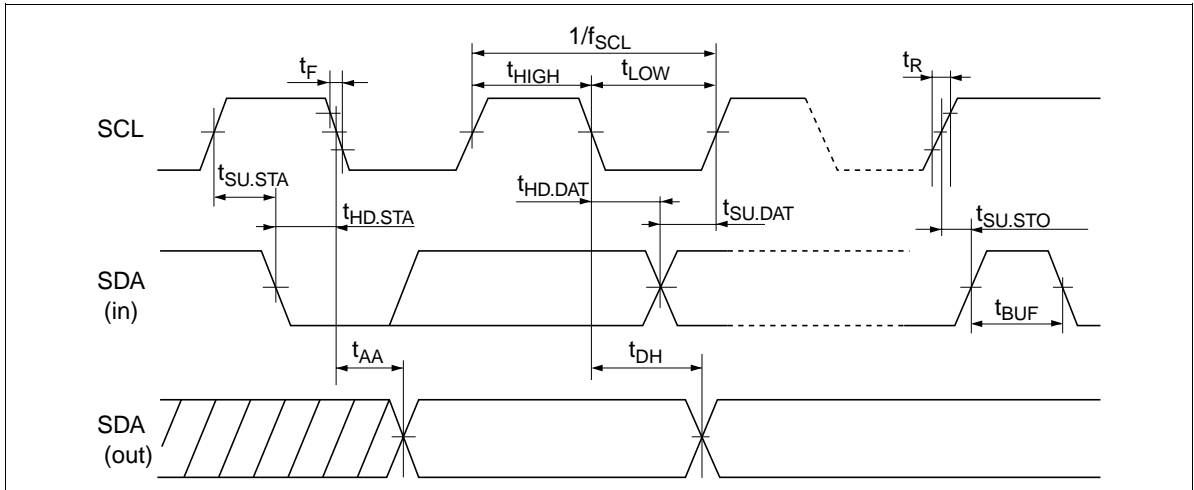 1/fSCL
tF
tHIGH
tLOW
tR
SCL
tSU.STA
tHD.DAT
tSU.DAT
tHD.STA
tSU.STO
SDA
(in)
tBUF
tAA
tDH
SDA
(out)